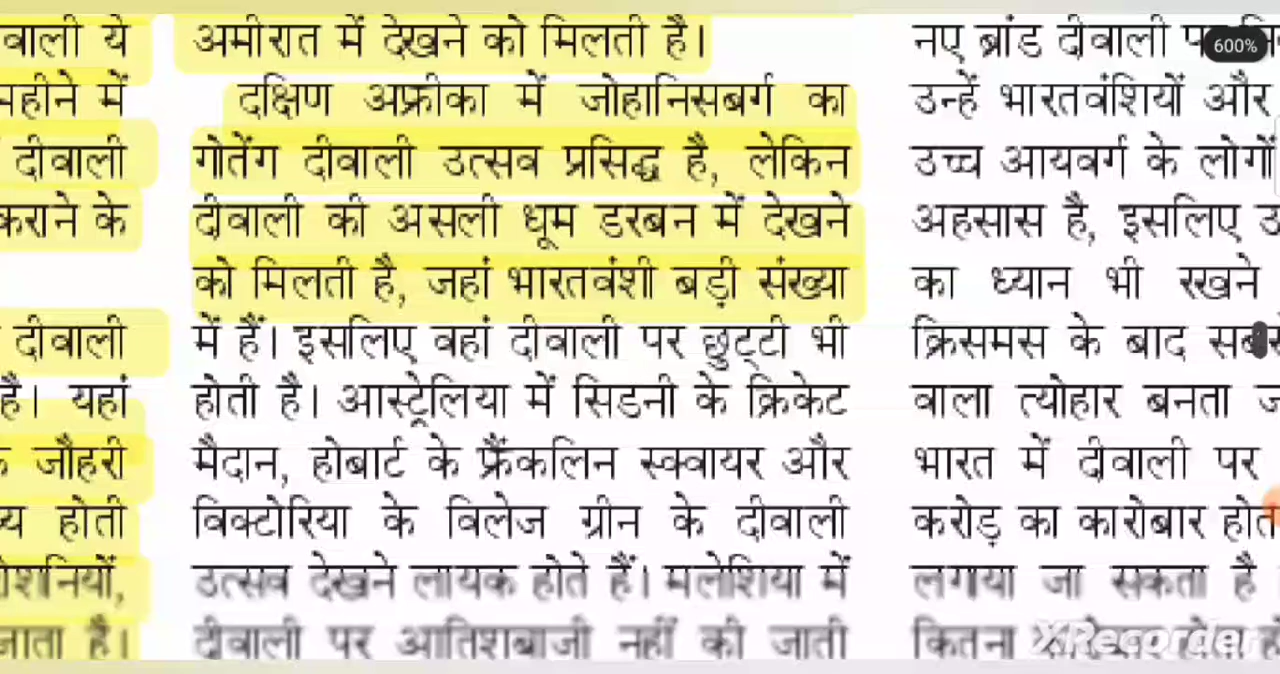 वाली ये
महीने में
दीवाली
कराने के
दीवाली
है। यहां
जौहरी
होती
जाता है।
अमीरात में देखने को मिलती है।
दक्षिण अफ्रीका में जोहानिसबर्ग का
गोतेंग दीवाली उत्सव प्रसिद्ध है, लेकिन
दीवाली की असली धूम डरबन में देखने
को मिलती है, जहां भारतवंशी बड़ी संख्या
में हैं। इसलिए वहां दीवाली पर छुट्टी भी
होती है। आस्ट्रेलिया में सिडनी के क्रिकेट
मैदान, होबार्ट के फ्रैंकलिन स्क्वायर और
विक्टोरिया के विलेज ग्रीन के दीवाली
उत्सव देखने लायक होते हैं। मलेशिया में
दीवाली पर आतिशबाजी नहीं की जाती
नए ब्रांड दीवाली
उन्हें भारतवंशियों और
उच्च आयवर्ग के लोगों
अहसास है, इसलिए
का ध्यान भी रखने
क्रिसमस के बाद
वाला त्योहार बनता
भारत में दीवाली पर
करोड़ का कारोबार
लगाया जा सकता है
कितना
600%
XRecorder